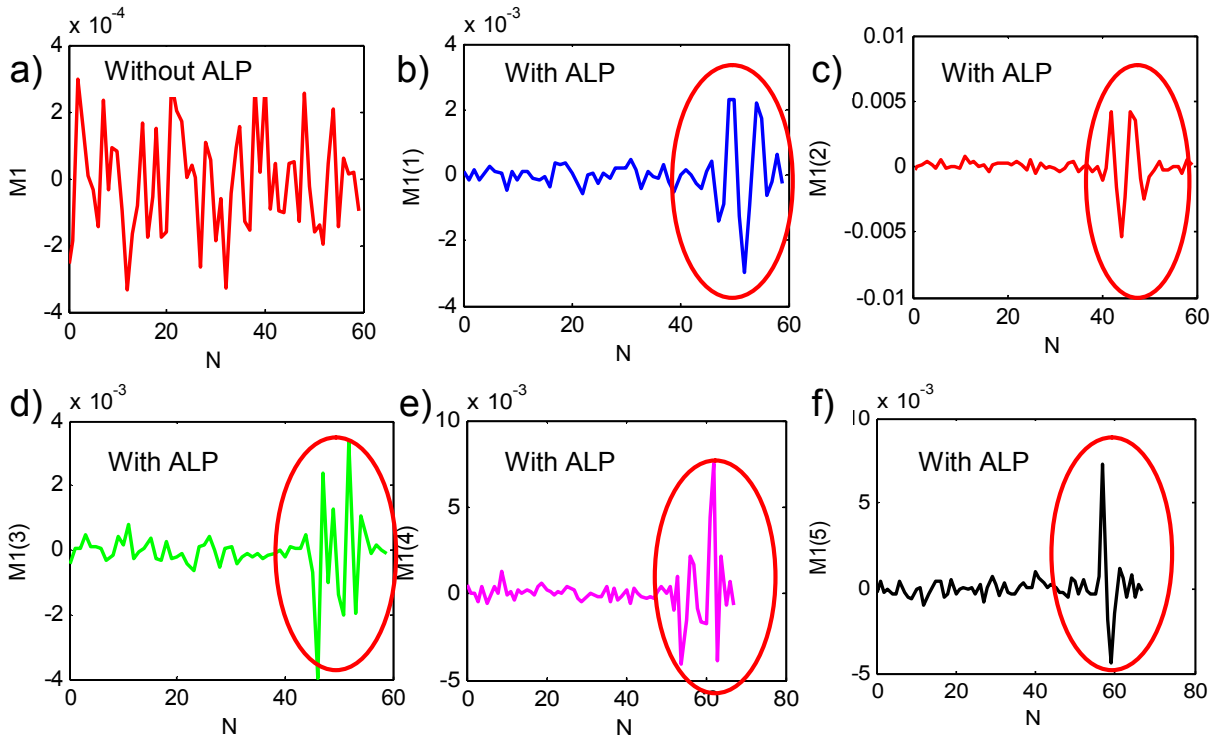 a)
x 10^-4
Without ALP
4
2
0
-2
-4
M1
0
20
40
60
N
b)
x 10^-3
With ALP
4
2
0
-2
-4
M1(1)
0
20
40
60
N
c)
With ALP
0.01
0.005
0
-0.005
-0.01
M1(2)
0
20
40
60
N
d)
x 10^-3
With ALP
4
2
0
-2
-4
M1(3)
0
20
40
60
N
e)
x 10^-3
With ALP
10
5
0
-5
M1(4)
0
20
40
60
80
N
f)
x 10^-3
With ALP
10
5
0
-5
M1(5)
0
20
40
60
80
N